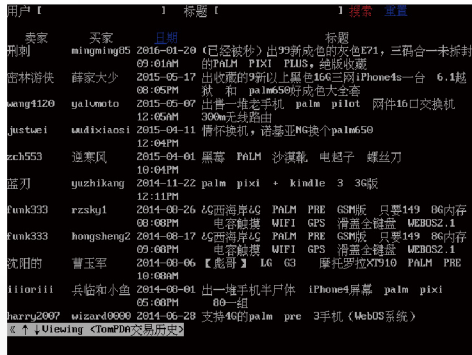 用户 [ ] 标题 [ ] 搜索 重置
卖家 买家 日期 标题
荆刺 mingming85 2016-01-20 (已经被秒)出99新成色的灰色E71,三码合一未拆封
09:01AM 的PALM PIXI PLUS,绝版收藏
密林游侠 薛家大少 2015-05-17 出收藏的9新以上黑色16G三网iPhone4s一台 6.1越
08:05PM 狱 和 palm650好成色大全套
wang4120 yalvmoto 2015-05-07 出售一堆老手机 palm pilot 网件16口交换机
12:05AM 300m无线路由
justwei wudixiaosi 2015-04-11 情怀换机,诺基亚NG换个palm650
12:04PM
zch553 逆寒风 2015-04-01 黑莓 PALM 沙漠靴 电起子 螺丝刀
10:04PM
蓝刃 yuzhikang 2014-11-22 palm pixi + kindle 3 3G版
12:11PM
funk333 rzsky1 2014-08-26 &G西海岸&G PALM PRE GSM版 只要149 8G内存
08:08PM 电容触摸 WIFI GPS 滑盖全键盘 WEBOS2.1
funk333 hongsheng2 2014-08-17 &G西海岸&G PALM PRE GSM版 只要149 8G内存
09:08PM 电容触摸 WIFI GPS 滑盖全键盘 WEBOS2.1
沈阳的 曹玉军 2014-08-06 【彪哥】 LG G3 摩托罗拉XT910 PALM PRE
10:08AM
iiioriii 兵临和小鱼 2014-08-01 出一堆手机半尸体 iPhone4屏幕 palm pixi
05:08PM 80一组
harry2007 wizard0000 2014-06-28 支持4G的palm pre 3手机(WebOS系统)
《 ↑ ↓Viewing <TomPDA交易历史>